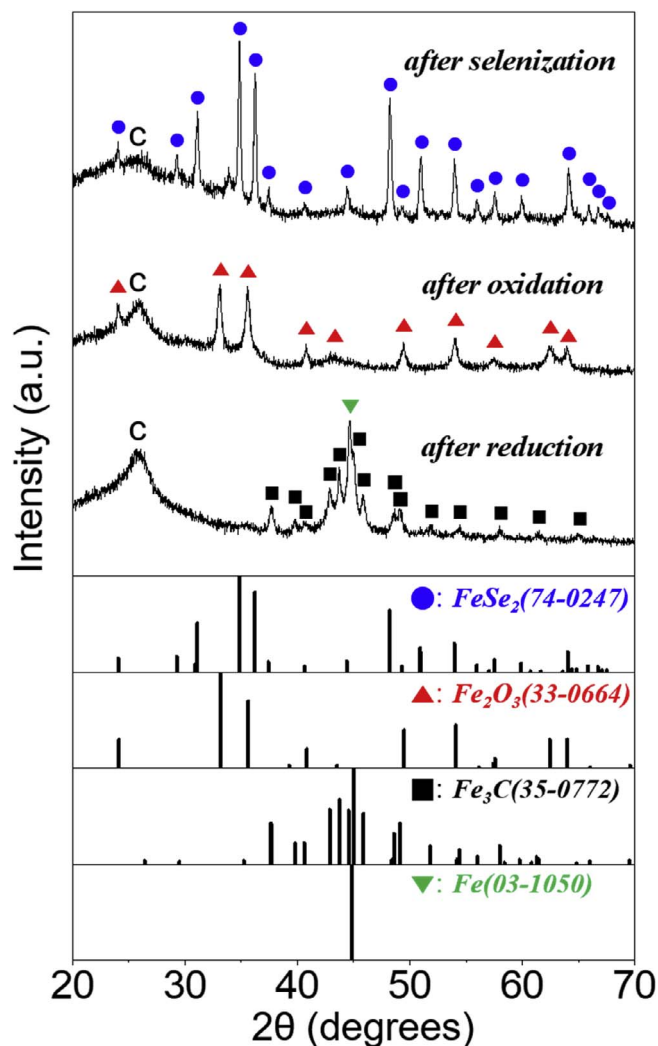 after selenization
C
after oxidation
C
after reduction
C
Intensity (a.u.)
: FeSe₂(74-0247)
: Fe₂O₃(33-0664)
: Fe₃C(35-0772)
: Fe(03-1050)
20 30 40 50 60 70
2θ (degrees)